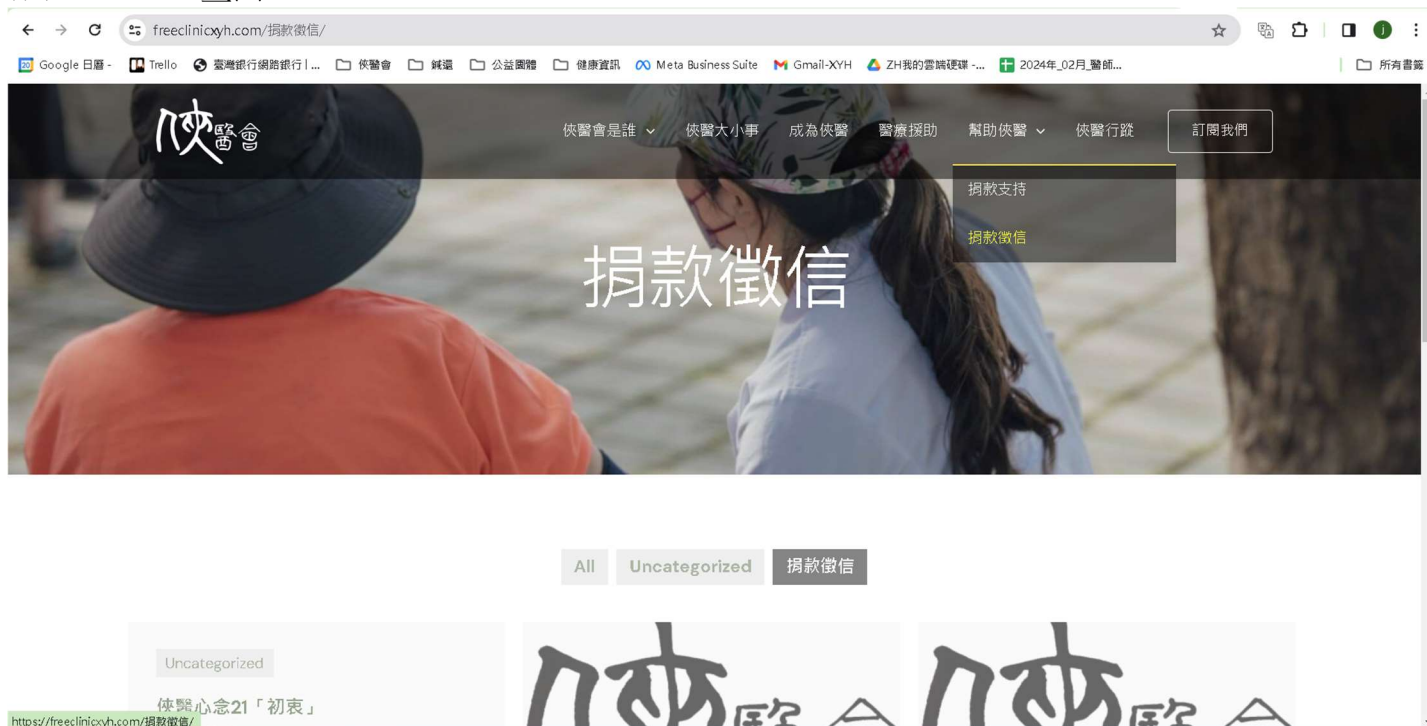 freeclinicxyh.com/捐款徵信/
Google 日曆 - Trello 臺灣銀行網路銀行 | ... 俠醫會 鍼還 公益團體 健康資訊 Meta Business Suite Gmail-XYH ZH我的雲端硬碟 -... 2024年_02月_醫師... 所有書籤
俠醫會 俠醫會是誰 俠醫大小事 成為俠醫 醫療援助 幫助俠醫 俠醫行蹤 訂閱我們
捐款支持
捐款徵信
捐款徵信
All Uncategorized 捐款徵信
Uncategorized
俠醫心念21「初衷」
https://freeclinicxyh.com/捐款徵信/